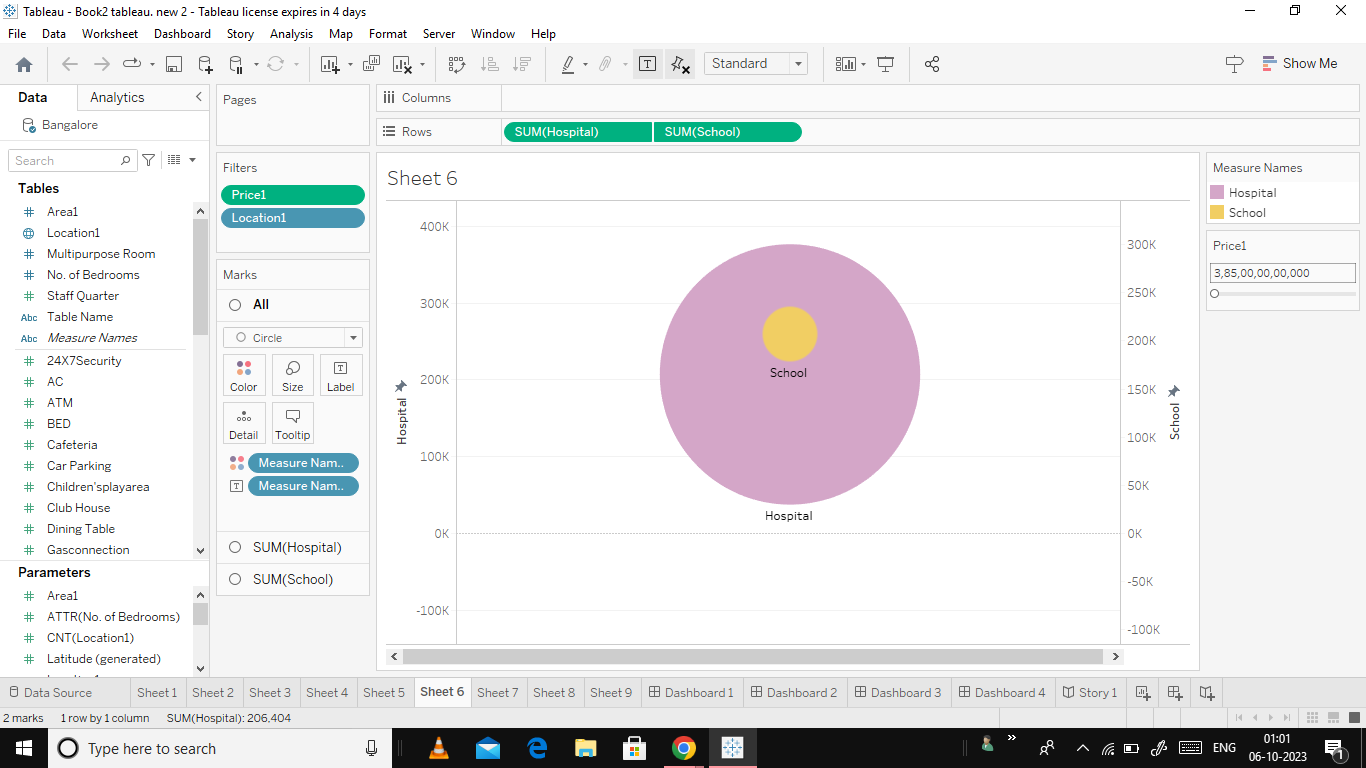 Tableau - Book2 tableau. new 2 - Tableau license expires in 4 days
File Data Worksheet Dashboard Story Analysis Map Format Server Window Help
Standard
Show Me
Data Analytics
Bangalore
Search
Tables
Area1
Location1
Multipurpose Room
No. of Bedrooms
Staff Quarter
Abc Table Name
Abc Measure Names
24X7Security
AC
ATM
BED
Cafeteria
Car Parking
Children'splayarea
Club House
Dining Table
Gasconnection
Parameters
Area1
ATTR(No. of Bedrooms)
CNT(Location1)
Latitude (generated)
Pages
Filters
Price1
Location1
Marks
All
Circle
Color Size Label
Detail Tooltip
Measure Nam..
Measure Nam..
SUM(Hospital)
SUM(School)
Columns
Rows SUM(Hospital) SUM(School)
Sheet 6
Hospital
400K
300K
200K
100K
0K
-100K
School
Hospital
300K
250K
200K
150K
100K
50K
0K
-50K
-100K
School
Measure Names
Hospital
School
Price1
3,85,00,00,00,000
Data Source Sheet 1 Sheet 2 Sheet 3 Sheet 4 Sheet 5 Sheet 6 Sheet 7 Sheet 8 Sheet 9 Dashboard 1 Dashboard 2 Dashboard 3 Dashboard 4 Story 1
2 marks 1 row by 1 column SUM(Hospital): 206,404
Type here to search
ENG
01:01
06-10-2023
1